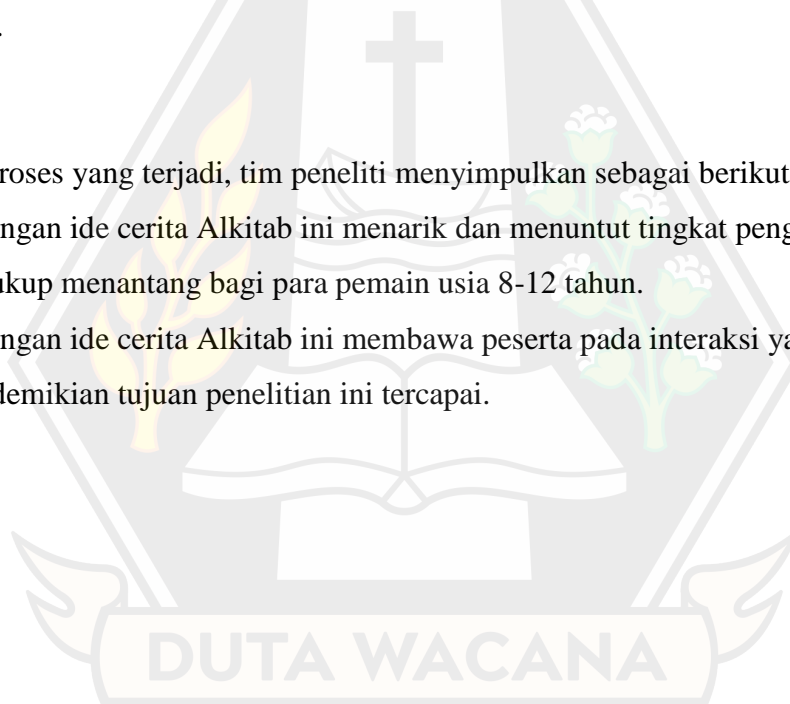 roses yang terjadi, tim peneliti menyimpulkan sebagai berikut
ngan ide cerita Alkitab ini menarik dan menuntut tingkat peng
kup menantang bagi para pemain usia 8-12 tahun.
ngan ide cerita Alkitab ini membawa peserta pada interaksi ya
demikian tujuan penelitian ini tercapai.
DUTA WACANA